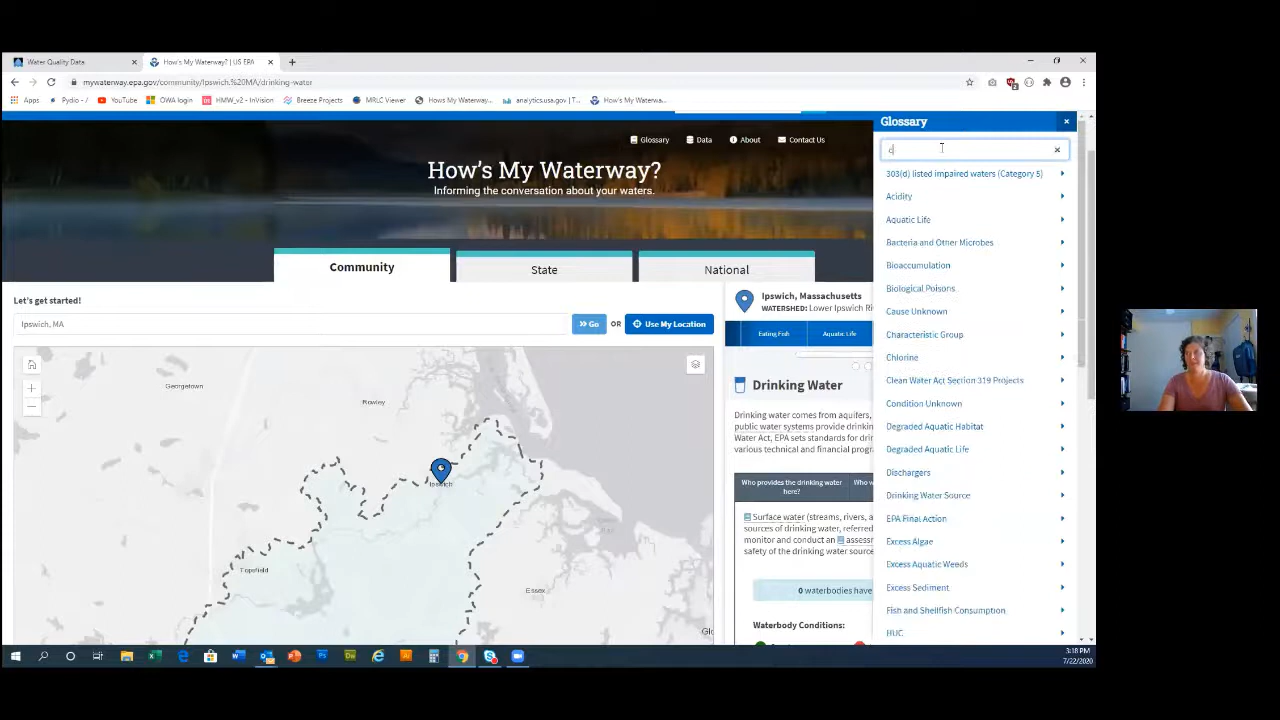 Water Quality Data
How's My Waterway? | US EPA
mywaterway.epa.gov/community/Ipswich,%20MA/drinking-water
Apps
Pydio - /
YouTube
OWA login
HMW_v2 - InVision
Breeze Projects
MRLC Viewer
Hows My Waterway...
analytics.usa.gov | T...
How's My Waterwa...
Glossary
Data
About
Contact Us
How's My Waterway?
Informing the conversation about your waters.
Community
State
National
Let's get started!
Ipswich, MA
Go
OR
Use My Location
Georgetown
Rowley
Ipswich
Topsfield
Essex
Ipswich, Massachusetts
WATERSHED: Lower Ipswich Ri
Eating Fish
Aquatic Life
Drinking Water
Drinking water comes from aquifers,
public water systems provide drinkin
Water Act, EPA sets standards for drin
various technical and financial progra
Who provides the drinking water
here?
Who w
Surface water (streams, rivers, a
sources of drinking water, referred
monitor and conduct an assessm
safety of the drinking water source
0 waterbodies have
Waterbody Conditions:
Glossary
c
303(d) listed impaired waters (Category 5)
Acidity
Aquatic Life
Bacteria and Other Microbes
Bioaccumulation
Biological Poisons
Cause Unknown
Characteristic Group
Chlorine
Clean Water Act Section 319 Projects
Condition Unknown
Degraded Aquatic Habitat
Degraded Aquatic Life
Dischargers
Drinking Water Source
EPA Final Action
Excess Algae
Excess Aquatic Weeds
Excess Sediment
Fish and Shellfish Consumption
HUC
3:18 PM
7/22/2020